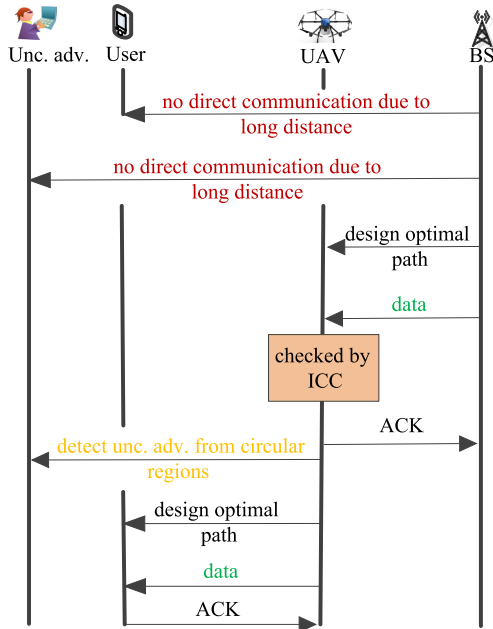 Unc. adv.
User
UAV
BS
no direct communication due to
long distance
no direct communication due to
long distance
design optimal
path
data
checked by
ICC
ACK
detect unc. adv. from circular
regions
design optimal
path
data
ACK